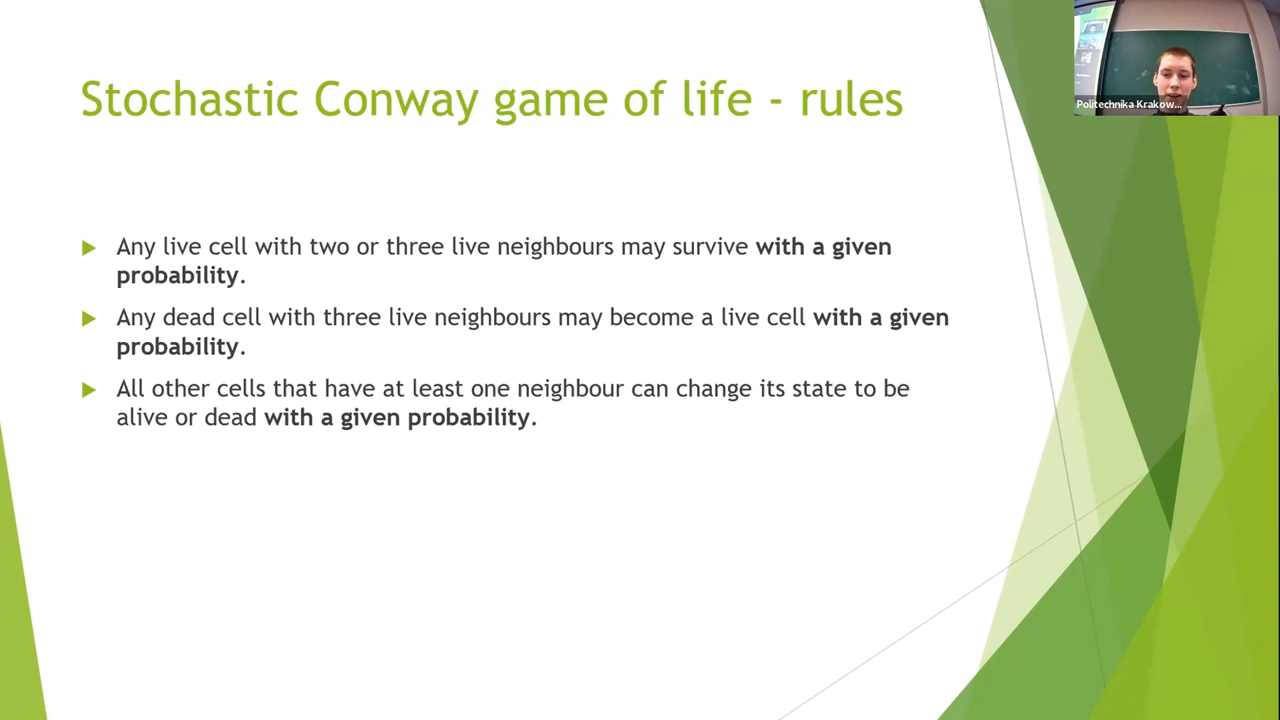 Stochastic Conway game of life - rules
Politechnika Krakow...
Any live cell with two or three live neighbours may survive with a given
probability.
Any dead cell with three live neighbours may become a live cell with a given
probability.
All other cells that have at least one neighbour can change its state to be
alive or dead with a given probability.